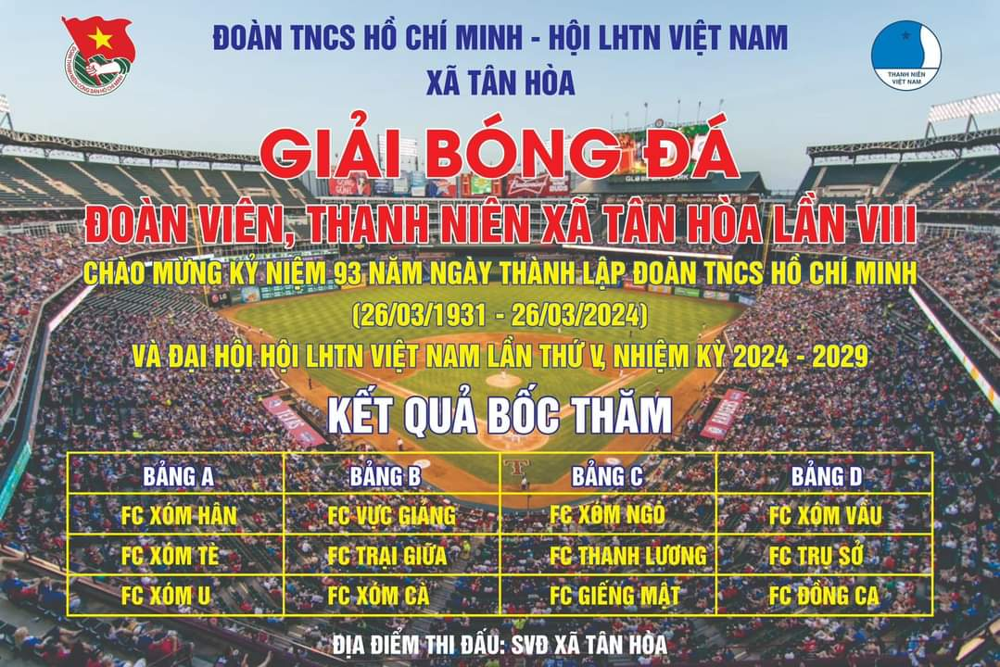 ĐOÀN TNCS HỒ CHÍ MINH - HỘI LHTN VIỆT NAM
XÃ TÂN HÒA
THANH NIÊN
VIỆT NAM
GIẢI BÓNG ĐÁ
ĐOÀN VIÊN, THANH NIÊN XÃ TÂN HÒA LẦN VIII
CHÀO MỪNG KỶ NIỆM 93 NĂM NGÀY THÀNH LẬP ĐOÀN TNCS HỒ CHÍ MINH
(26/03/1931 - 26/03/2024)
VÀ ĐẠI HỘI HỘI LHTN VIỆT NAM LẦN THỨ V, NHIỆM KỲ 2024 - 2029
KẾT QUẢ BỐC THĂM
BẢNG A BẢNG B BẢNG C BẢNG D
FC XÓM HÂN FC VỰC GIẢNG FC XÓM NGÒ FC XÓM VẦU
FC XÓM TÈ FC TRẠI GIỮA FC THANH LƯƠNG FC TRỤ SỞ
FC XÓM U FC XÓM CÀ FC GIẾNG MẬT FC ĐỒNG CA
ĐỊA ĐIỂM THI ĐẤU: SVĐ XÃ TÂN HÒA